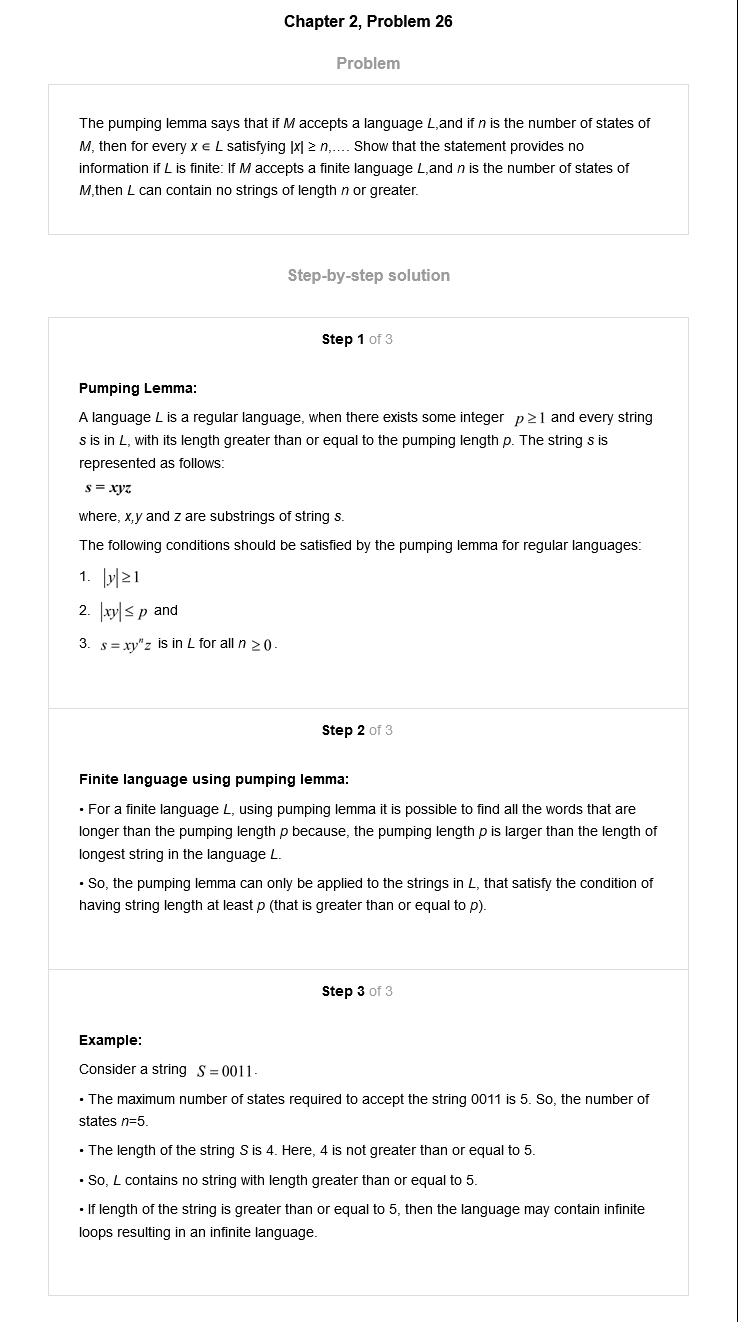 Chapter 2, Problem 26
Problem
The pumping lemma says that if M accepts a language L,and if n is the number of states of
M, then for every x ϵ L satisfying |x| ≥ n,.... Show that the statement provides no
information if L is finite: If M accepts a finite language L,and n is the number of states of
M,then L can contain no strings of length n or greater.
Step-by-step solution
Step 1 of 3
Pumping Lemma:
A language L is a regular language, when there exists some integer p ≥ 1 and every string
s is in L, with its length greater than or equal to the pumping length p. The string s is
represented as follows:
s = xyz
where, x,y and z are substrings of string s.
The following conditions should be satisfied by the pumping lemma for regular languages:
1. |y| ≥ 1
2. |xy| ≤ p and
3. s = xyⁿz is in L for all n ≥ 0.
Step 2 of 3
Finite language using pumping lemma:
• For a finite language L, using pumping lemma it is possible to find all the words that are
longer than the pumping length p because, the pumping length p is larger than the length of
longest string in the language L.
• So, the pumping lemma can only be applied to the strings in L, that satisfy the condition of
having string length at least p (that is greater than or equal to p).
Step 3 of 3
Example:
Consider a string S = 0011.
• The maximum number of states required to accept the string 0011 is 5. So, the number of
states n=5.
• The length of the string S is 4. Here, 4 is not greater than or equal to 5.
• So, L contains no string with length greater than or equal to 5.
• If length of the string is greater than or equal to 5, then the language may contain infinite
loops resulting in an infinite language.